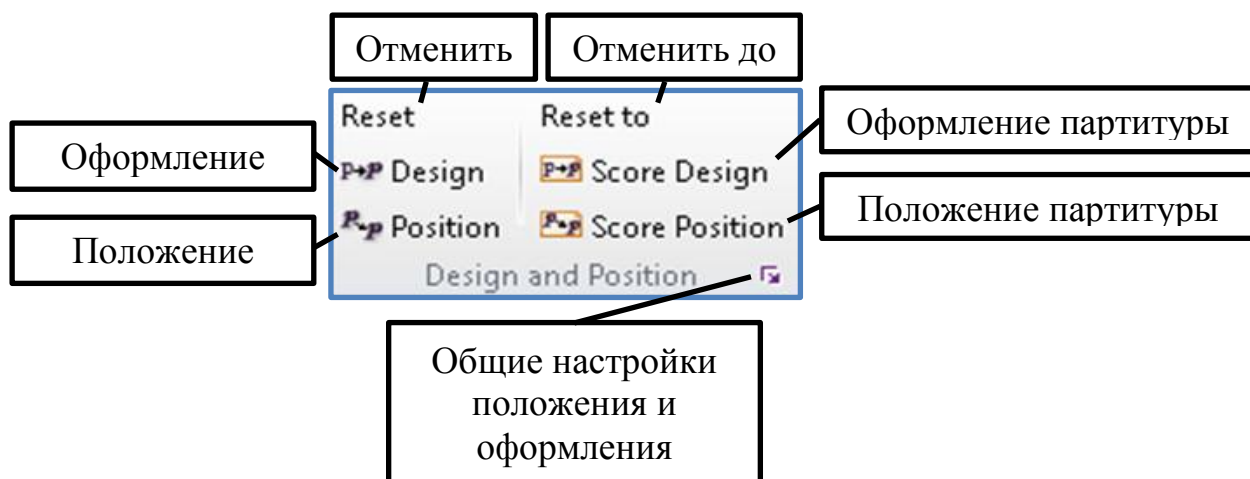 Отменить
Отменить до
Reset
Reset to
Оформление партитуры
Оформление
Design
Score Design
Положение партитуры
Положение
Position
Score Position
Design and Position
Общие настройки
положения и
оформления